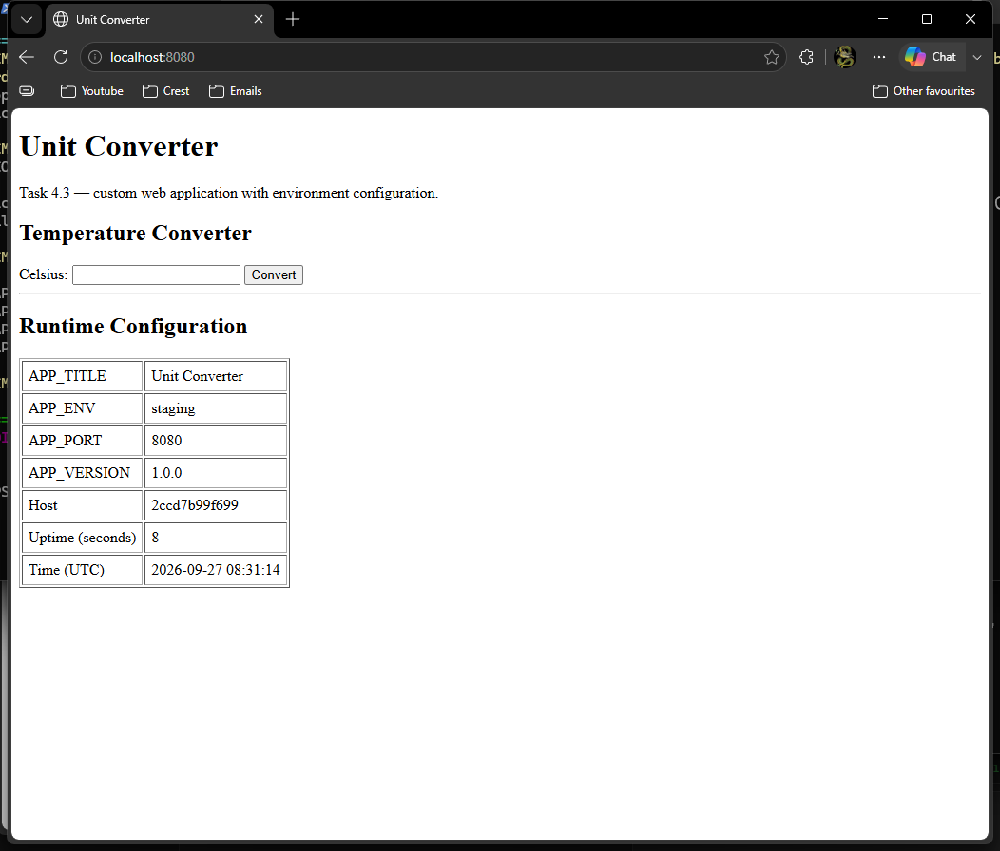 Unit Converter
localhost:8080
Chat
Youtube
Crest
Emails
Other favourites
Unit Converter
Task 4.3 — custom web application with environment configuration.
Temperature Converter
Celsius: Convert
Runtime Configuration
APP_TITLE Unit Converter
APP_ENV staging
APP_PORT 8080
APP_VERSION 1.0.0
Host 2ccd7b99f699
Uptime (seconds) 8
Time (UTC) 2026-09-27 08:31:14